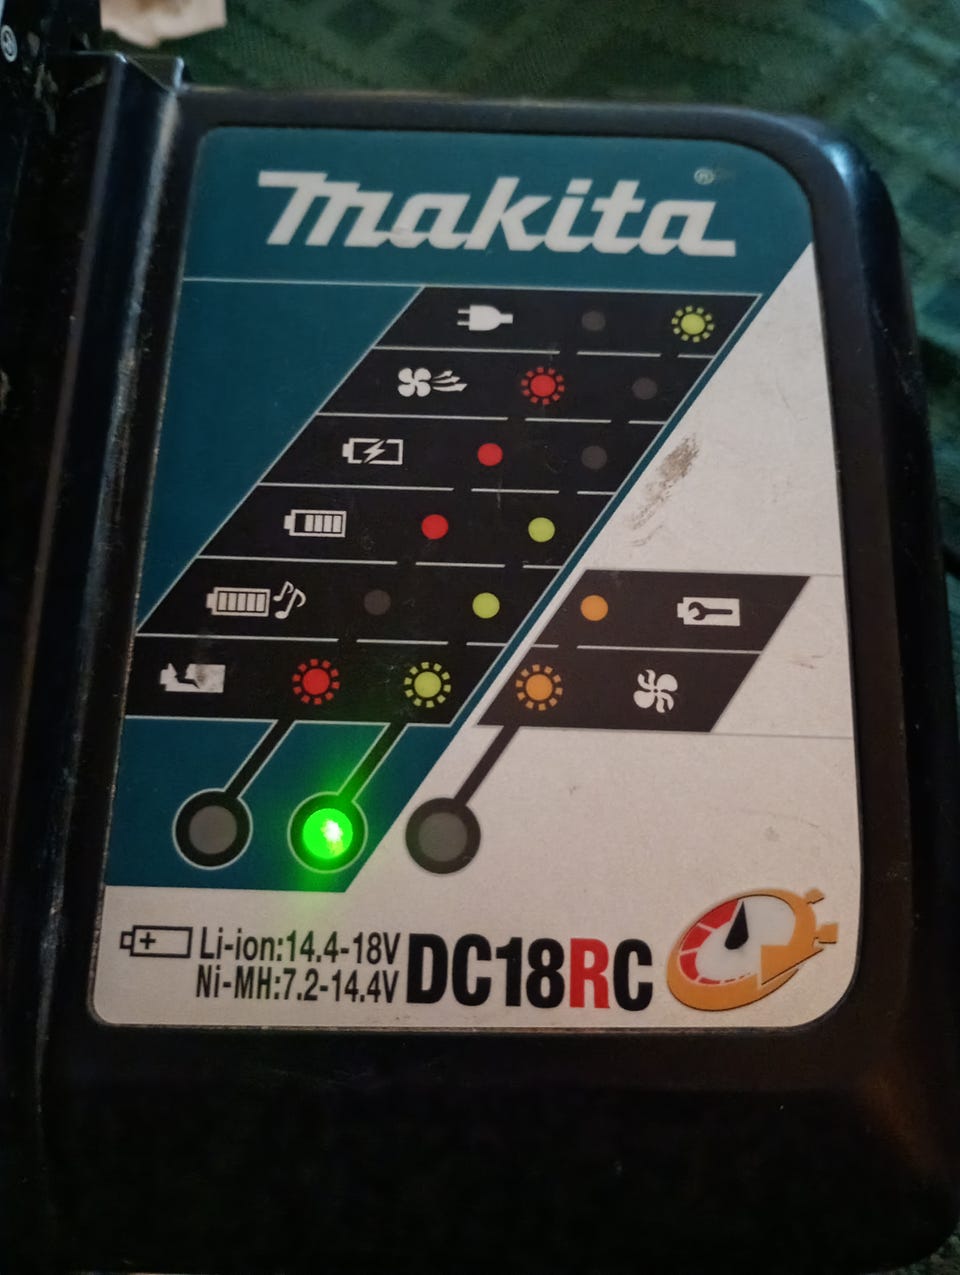 makita®
Li-ion:14.4-18V
Ni-MH:7.2-14.4V
DC18RC